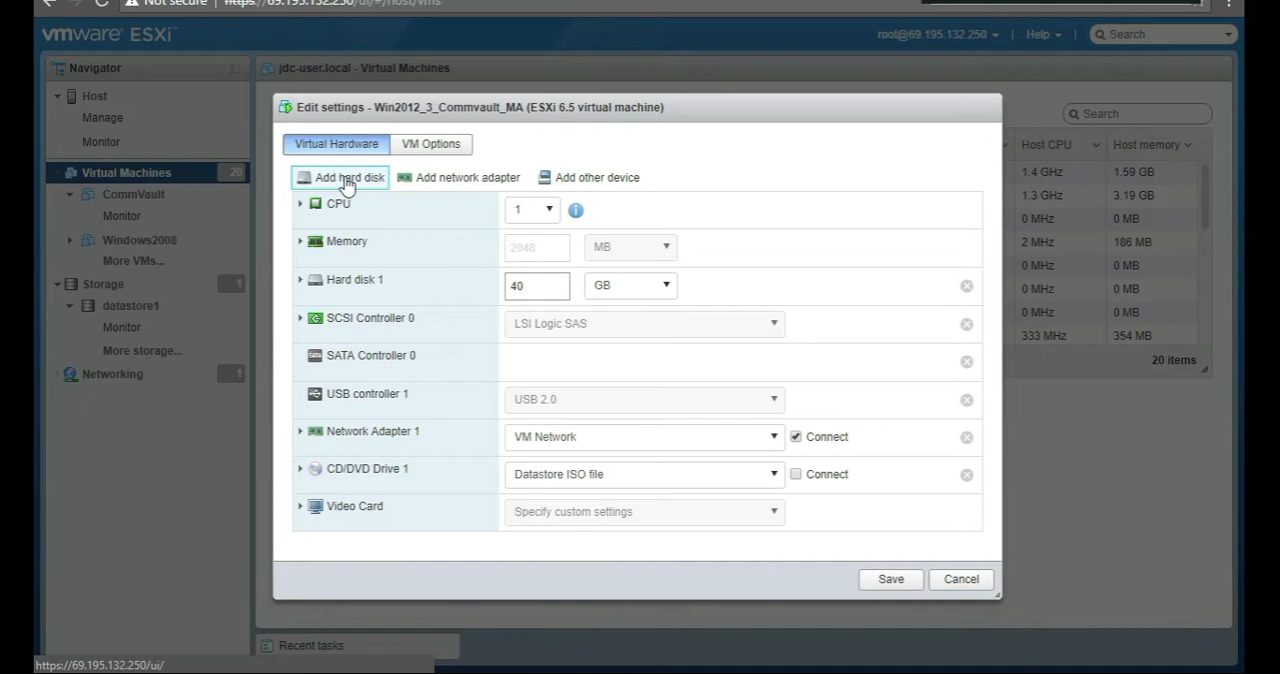 Not secure https://69.195.132.250/ui/#/host/vms
vmware ESXi
root@69.195.132.250
Help
Search
Navigator
jdc-user.local - Virtual Machines
Host
Manage
Monitor
Virtual Machines 20
CommVault
Monitor
Windows2008
More VMs...
Storage 1
datastore1
Monitor
More storage...
Networking 1
Edit settings - Win2012_3_Commvault_MA (ESXi 6.5 virtual machine)
Virtual Hardware
VM Options
Add hard disk
Add network adapter
Add other device
CPU 1
Memory 2048 MB
Hard disk 1 40 GB
SCSI Controller 0 LSI Logic SAS
SATA Controller 0
USB controller 1 USB 2.0
Network Adapter 1 VM Network Connect
CD/DVD Drive 1 Datastore ISO file Connect
Video Card Specify custom settings
Save
Cancel
Search
Host CPU Host memory
1.4 GHz 1.59 GB
1.3 GHz 3.19 GB
0 MHz 0 MB
2 MHz 186 MB
0 MHz 0 MB
0 MHz 0 MB
0 MHz 0 MB
333 MHz 354 MB
20 items
Recent tasks
https://69.195.132.250/ui/